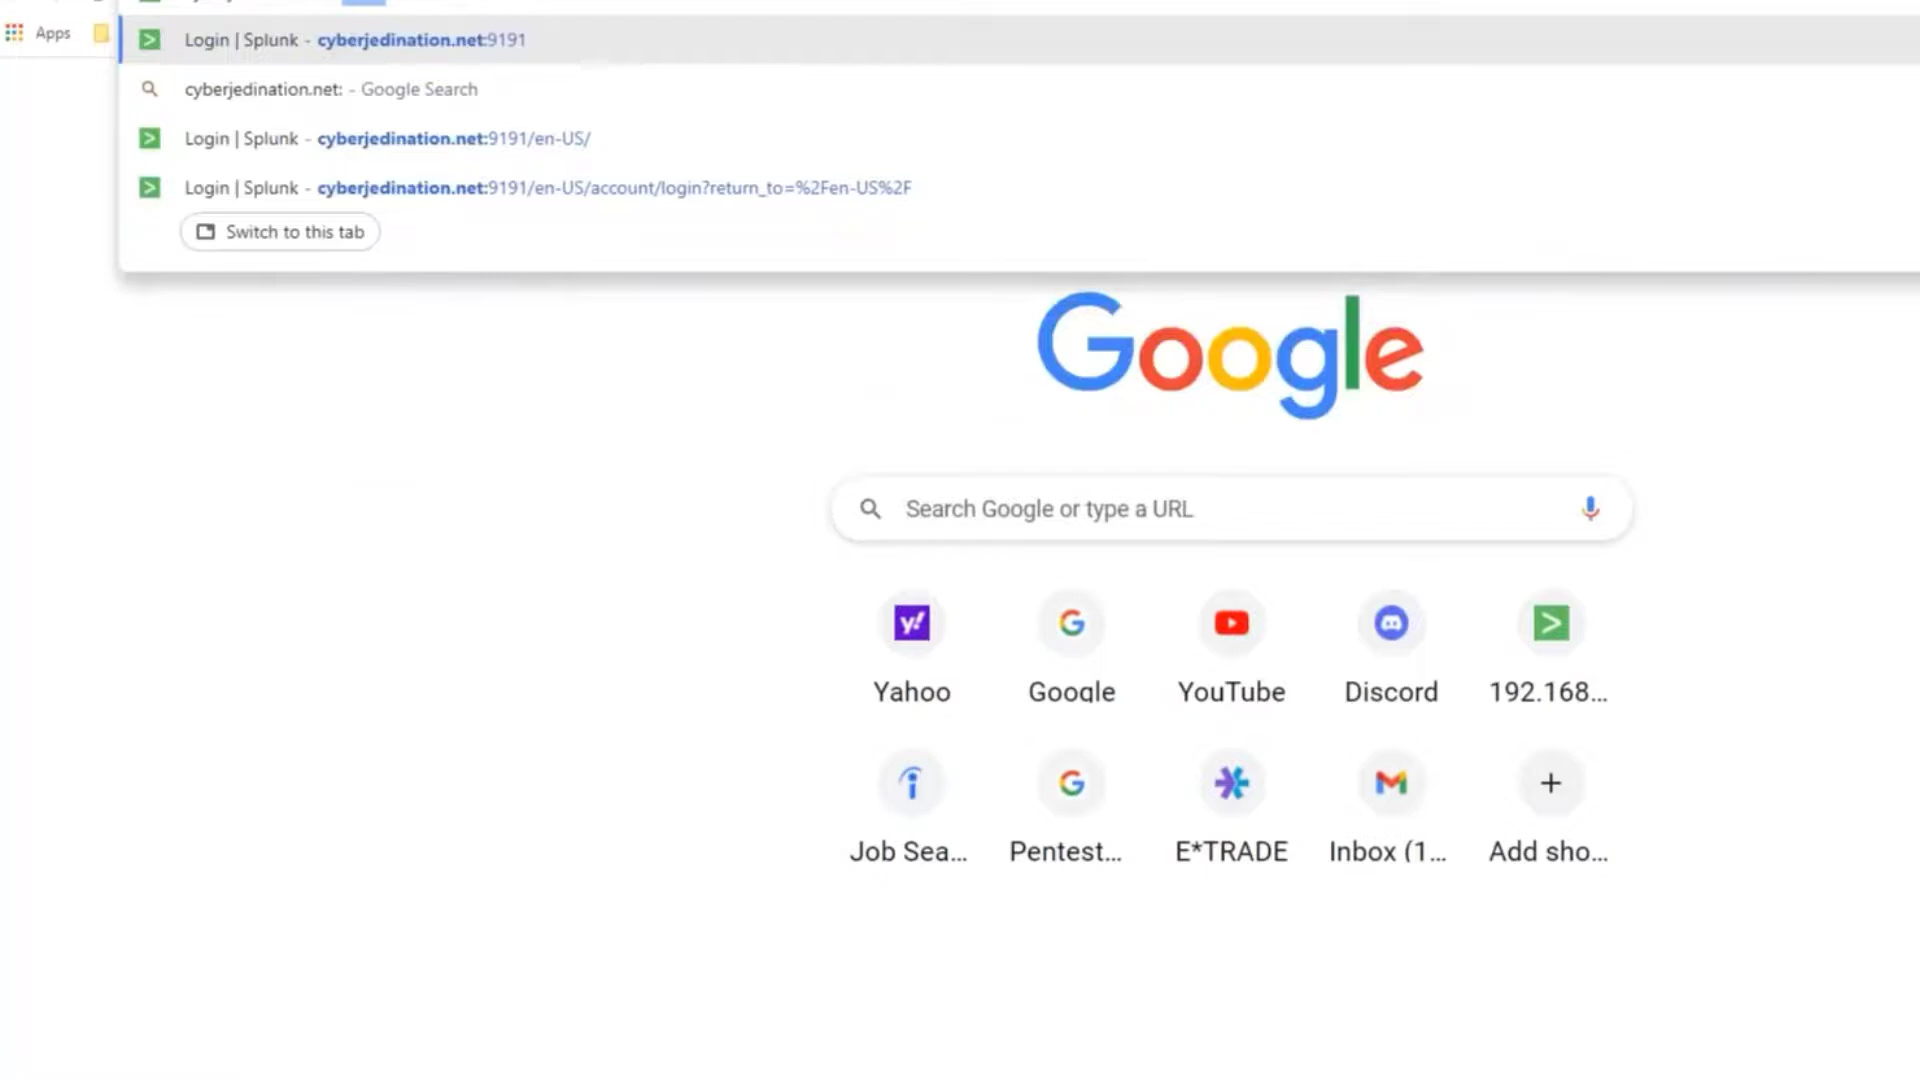 Apps
Login | Splunk - cyberjedination.net:9191
cyberjedination.net: - Google Search
Login | Splunk - cyberjedination.net:9191/en-US/
Login | Splunk - cyberjedination.net:9191/en-US/account/login?return_to=%2Fen-US%2F
Switch to this tab
Google
Search Google or type a URL
Yahoo Google YouTube Discord 192.168...
Job Sea... Pentest... E*TRADE Inbox (1... Add sho...